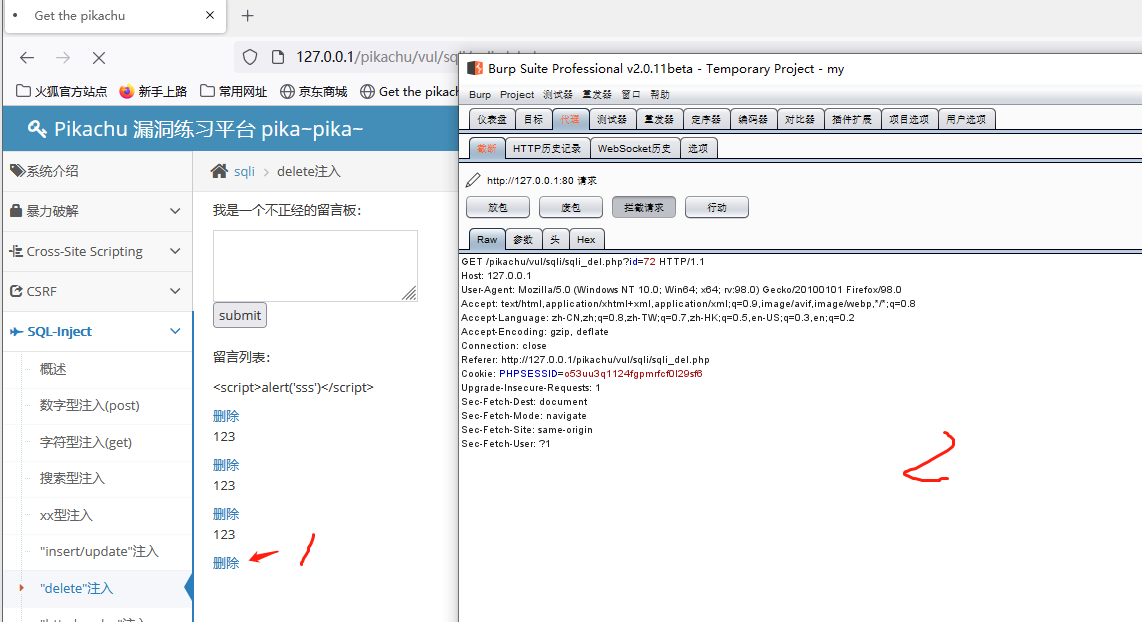 Get the pikachu
127.0.0.1/pikachu/vul/sq
火狐官方站点 新手上路 常用网址 京东商城 Get the pikach
Pikachu 漏洞练习平台 pika~pika~
系统介绍
暴力破解
Cross-Site Scripting
CSRF
SQL-Inject
概述
数字型注入(post)
字符型注入(get)
搜索型注入
xx型注入
"insert/update"注入
"delete"注入
sqli > delete注入
我是一个不正经的留言板：
submit
留言列表：
<script>alert('sss')</script>
删除
123
删除
123
删除
123
删除
1
Burp Suite Professional v2.0.11beta - Temporary Project - my
Burp Project 测试器 重发器 窗口 帮助
仪表盘 目标 代理 测试器 重发器 定序器 编码器 对比器 插件扩展 项目选项 用户选项
截断 HTTP历史记录 WebSocket历史 选项
http://127.0.0.1:80 请求
放包 废包 拦截请求 行动
Raw 参数 头 Hex
GET /pikachu/vul/sqli/sqli_del.php?id=72 HTTP/1.1
Host: 127.0.0.1
User-Agent: Mozilla/5.0 (Windows NT 10.0; Win64; x64; rv:98.0) Gecko/20100101 Firefox/98.0
Accept: text/html,application/xhtml+xml,application/xml;q=0.9,image/avif,image/webp,*/*;q=0.8
Accept-Language: zh-CN,zh;q=0.8,zh-TW;q=0.7,zh-HK;q=0.5,en-US;q=0.3,en;q=0.2
Accept-Encoding: gzip, deflate
Connection: close
Referer: http://127.0.0.1/pikachu/vul/sqli/sqli_del.php
Cookie: PHPSESSID=o53uu3q1124fgpmrfcf0l29sf6
Upgrade-Insecure-Requests: 1
Sec-Fetch-Dest: document
Sec-Fetch-Mode: navigate
Sec-Fetch-Site: same-origin
Sec-Fetch-User: ?1
2